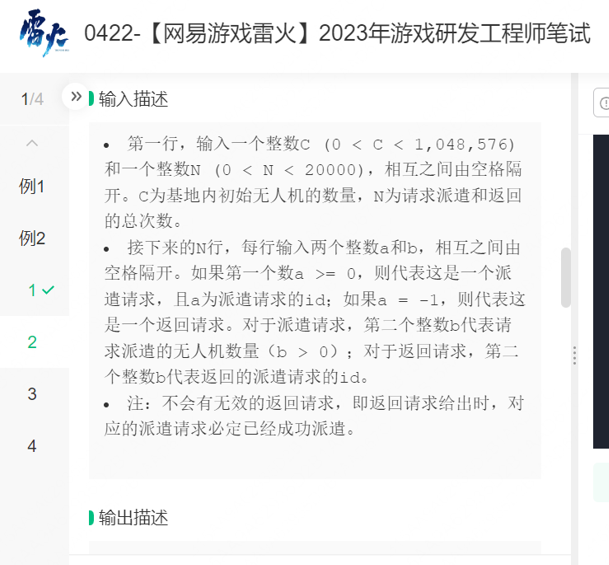 雷火 0422-【网易游戏雷火】2023年游戏研发工程师笔试
1/4
»
输入描述
• 第一行，输入一个整数C (0 < C < 1,048,576)
和一个整数N (0 < N < 20000)，相互之间由空格隔
开。C为基地内初始无人机的数量，N为请求派遣和返回
的总次数。
例1
例2
1
2
3
4
• 接下来的N行，每行输入两个整数a和b，相互之间由
空格隔开。如果第一个数a >= 0，则代表这是一个派
遣请求，且a为派遣请求的id；如果a = -1，则代表这
是一个返回请求。对于派遣请求，第二个整数b代表请
求派遣的无人机数量（b > 0）；对于返回请求，第二
个整数b代表返回的派遣请求的id。
• 注：不会有无效的返回请求，即返回请求给出时，对
应的派遣请求必定已经成功派遣。
输出描述